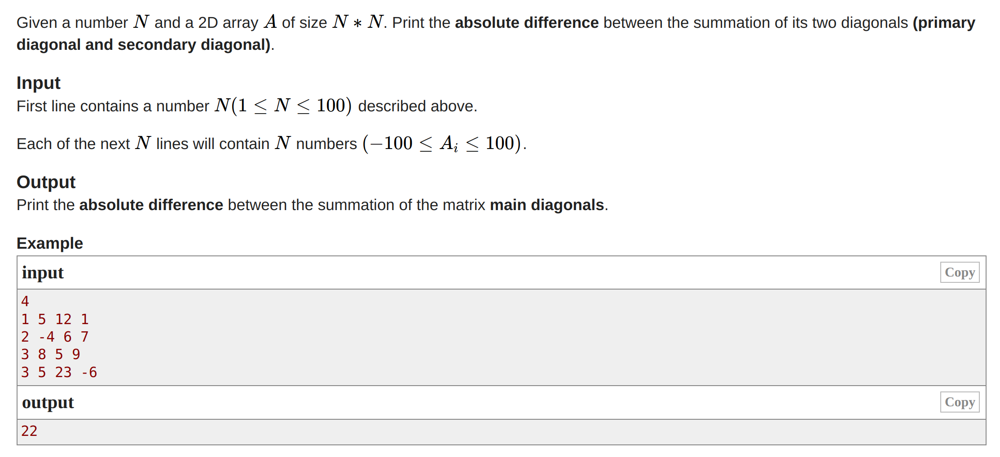 Given a number N and a 2D array A of size N * N. Print the absolute difference between the summation of its two diagonals (primary
diagonal and secondary diagonal).
Input
First line contains a number N(1 ≤ N ≤ 100) described above.
Each of the next N lines will contain N numbers (−100 ≤ A_i ≤ 100).
Output
Print the absolute difference between the summation of the matrix main diagonals.
Example
input Copy
4
1 5 12 1
2 -4 6 7
3 8 5 9
3 5 23 -6
output Copy
22